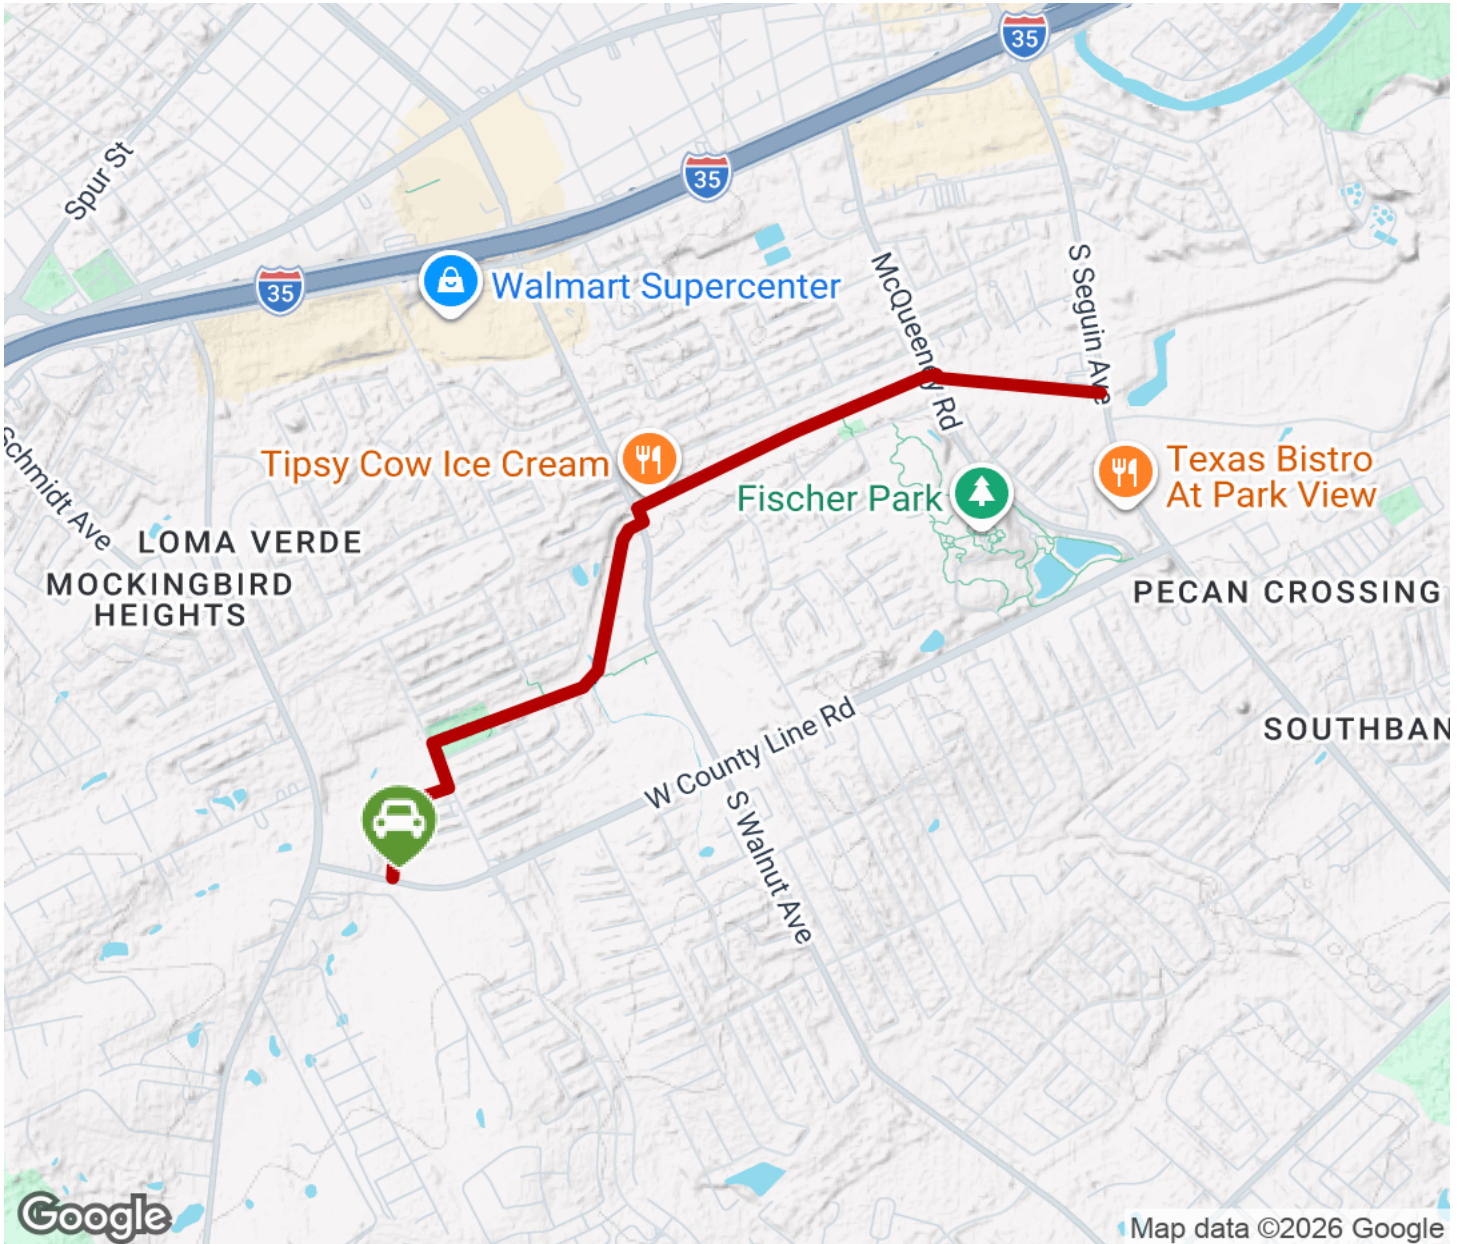 35
Spur St
35
35
Walmart Supercenter
McQueeney Rd
S Seguin Ave
Schmidt Ave
Tipsy Cow Ice Cream
Fischer Park
Texas Bistro
At Park View
LOMA VERDE
MOCKINGBIRD
HEIGHTS
PECAN CROSSING
SOUTHBAN
W County Line Rd
S Walnut Ave
Google
Map data ©2026 Google